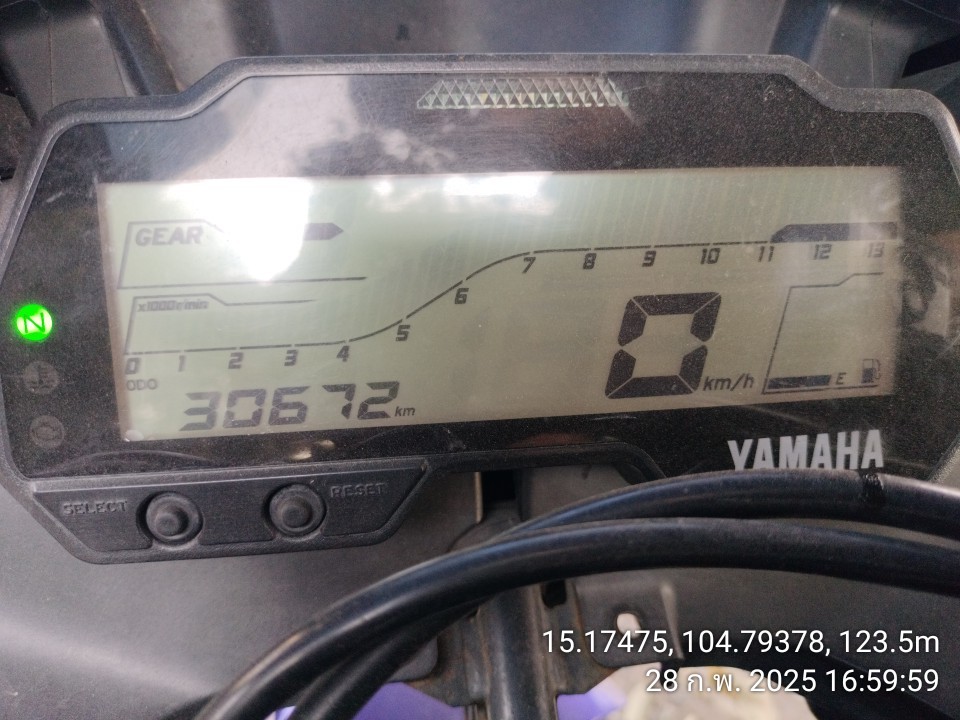 GEAR
x1000r/min
0 1 2 3 4 5 6 7 8 9 10 11 12 13
N
0 km/h
E
ODO
30672 km
YAMAHA
SELECT
RESET
15.17475, 104.79378, 123.5m
28 ก.พ. 2025 16:59:59